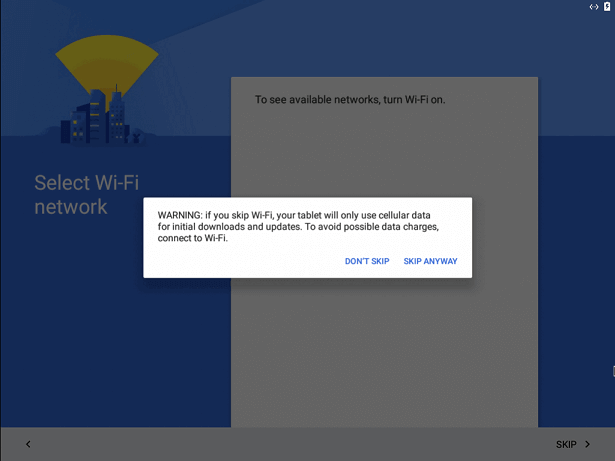 To see available networks, turn Wi-Fi on.
Select Wi-Fi
network
WARNING: if you skip Wi-Fi, your tablet will only use cellular data
for initial downloads and updates. To avoid possible data charges,
connect to Wi-Fi.
DON'T SKIP SKIP ANYWAY
SKIP